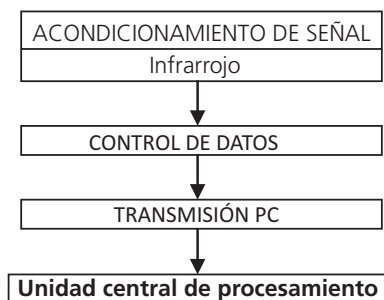 ACONDICIONAMIENTO DE SEÑAL
Infrarrojo
CONTROL DE DATOS
TRANSMISIÓN PC
Unidad central de procesamiento